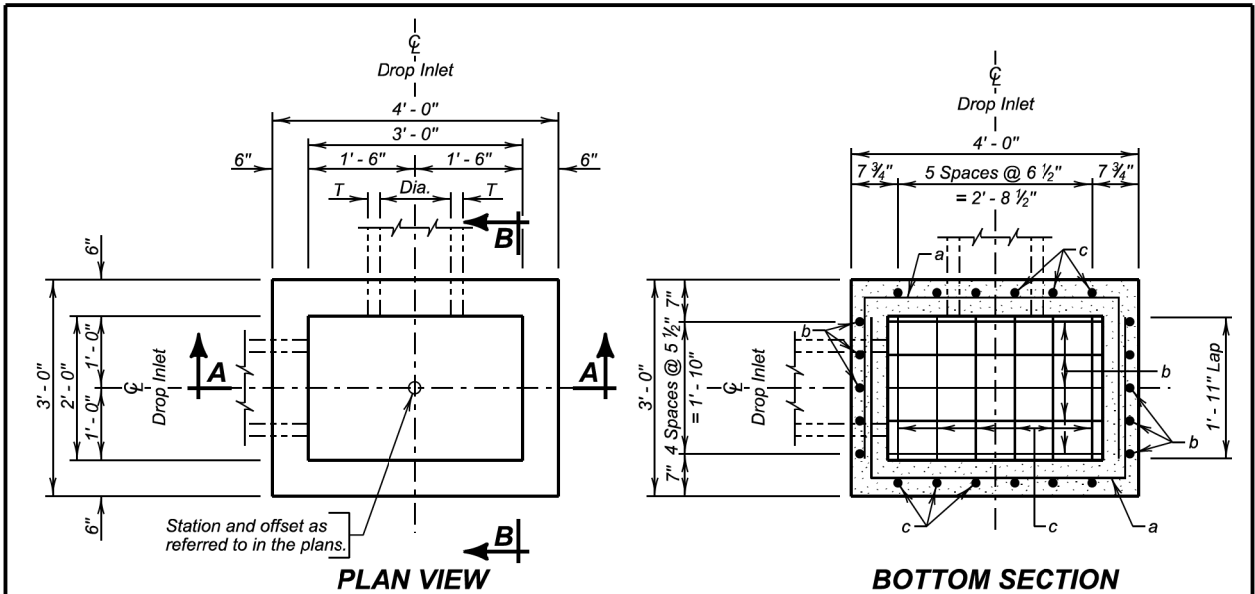 ℄
Drop Inlet
4' - 0"
3' - 0"
6"
1' - 6"
1' - 6"
6"
T
Dia.
T
B
6"
3' - 0"
2' - 0"
1' - 0"
1' - 0"
℄
Drop Inlet
A
A
6"
Station and offset as
referred to in the plans.
B
PLAN VIEW
℄
Drop Inlet
4' - 0"
7 ¾"
5 Spaces @ 6 ½"
= 2' - 8 ½"
7 ¾"
a
c
3' - 0"
7"
4 Spaces @ 5 ½"
= 1' - 10"
7"
℄
Drop Inlet
b
b
b
1' - 11" Lap
c
c
a
BOTTOM SECTION